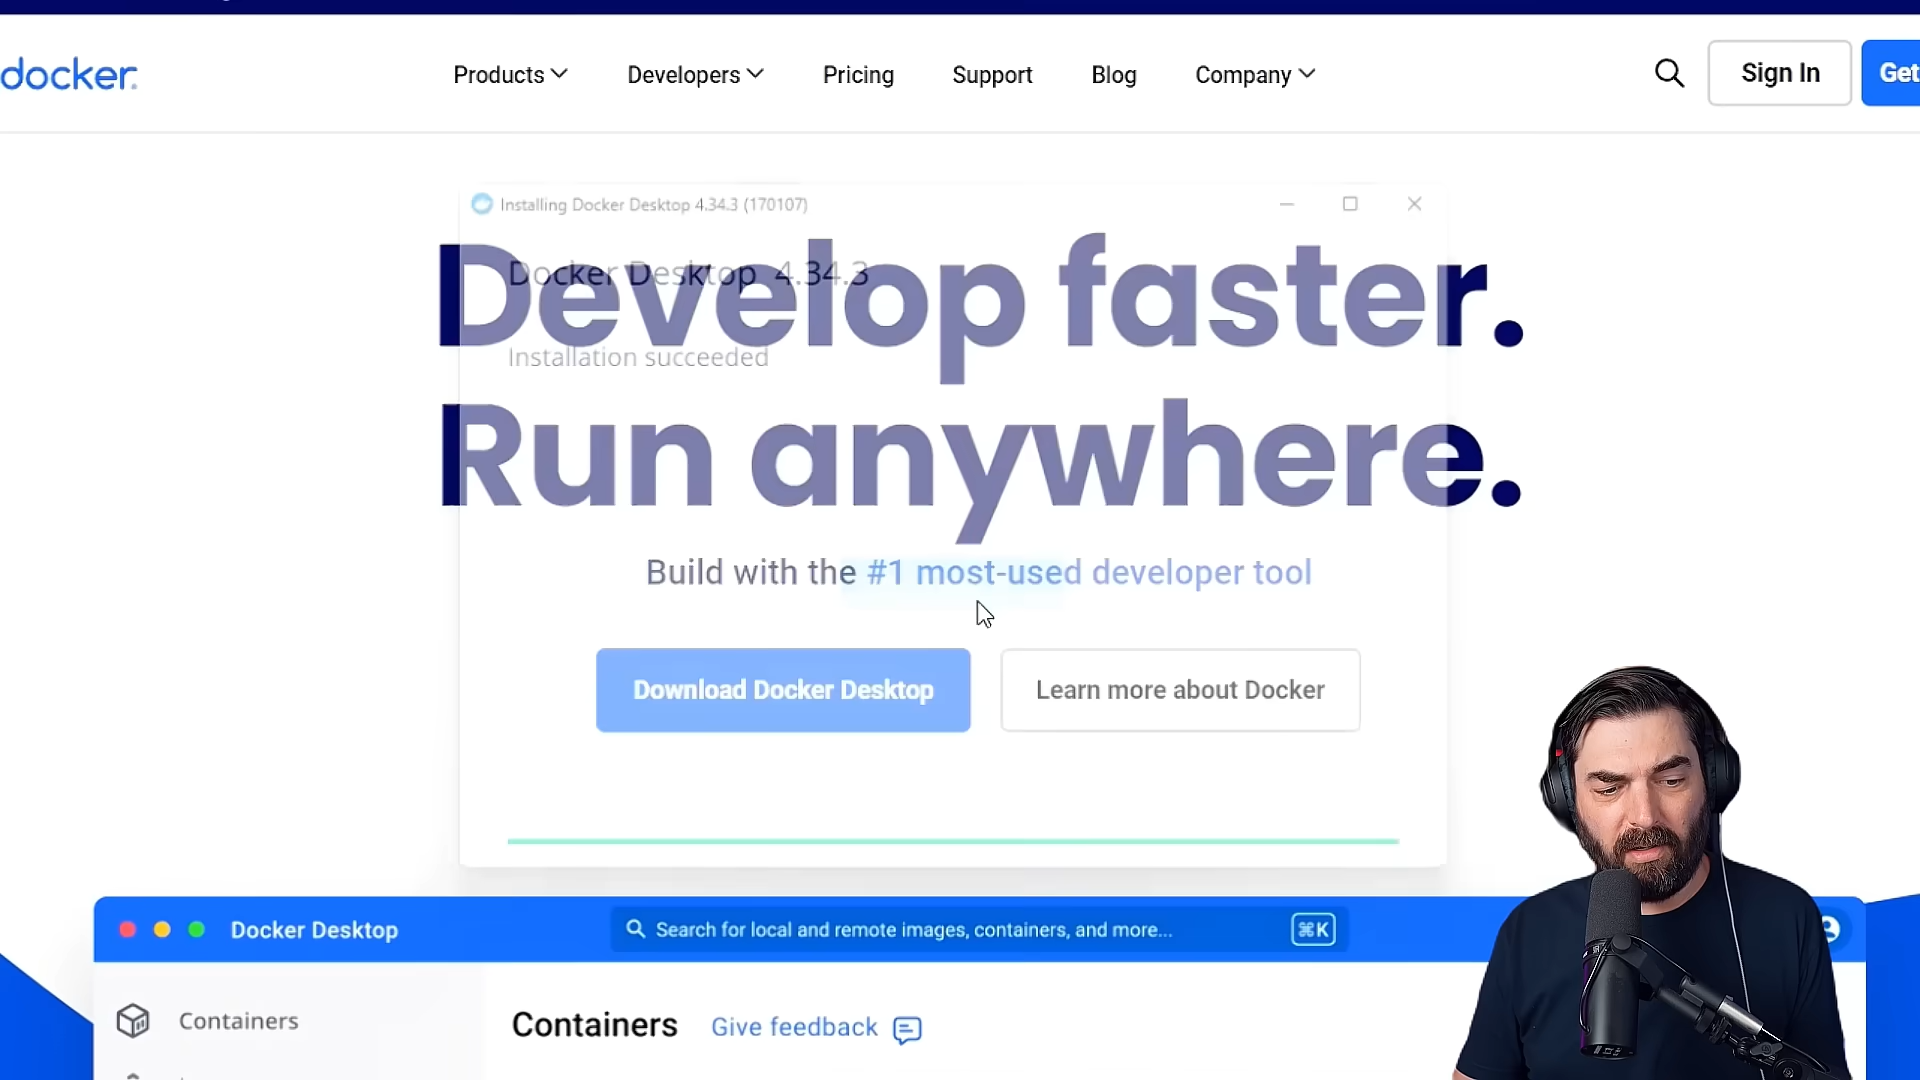 docker.
Products
Developers
Pricing
Support
Blog
Company
Sign In
Get
Installing Docker Desktop 4.34.3 (170107)
Docker Desktop 4.34.3
Develop faster.
Installation succeeded
Run anywhere.
Build with the #1 most-used developer tool
Download Docker Desktop
Learn more about Docker
Docker Desktop
Search for local and remote images, containers, and more...
⌘K
Containers
Containers
Give feedback